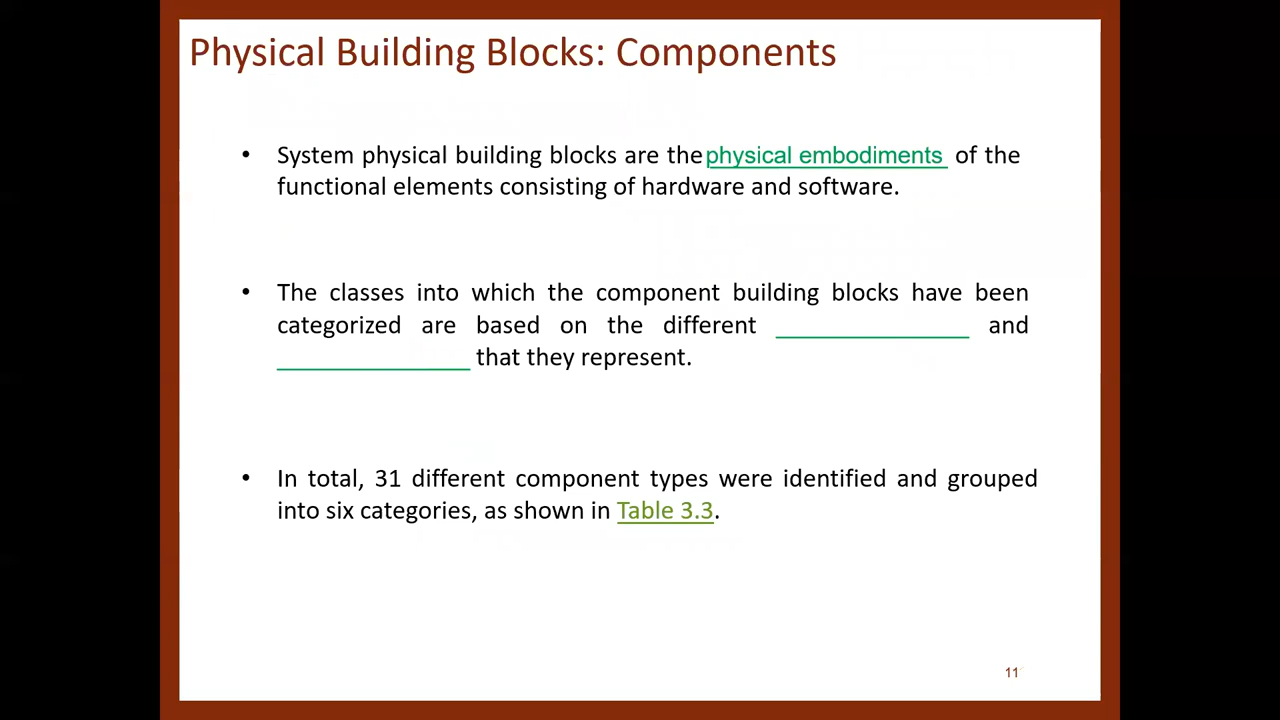 Physical Building Blocks: Components
• System physical building blocks are the physical embodiments of the
functional elements consisting of hardware and software.
• The classes into which the component building blocks have been
categorized are based on the different _______________ and
_______________ that they represent.
• In total, 31 different component types were identified and grouped
into six categories, as shown in Table 3.3.
11